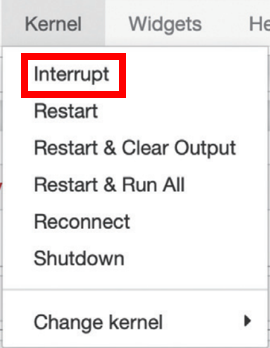 Kernel Widgets He
Interrupt
Restart
Restart & Clear Output
Restart & Run All
Reconnect
Shutdown
Change kernel